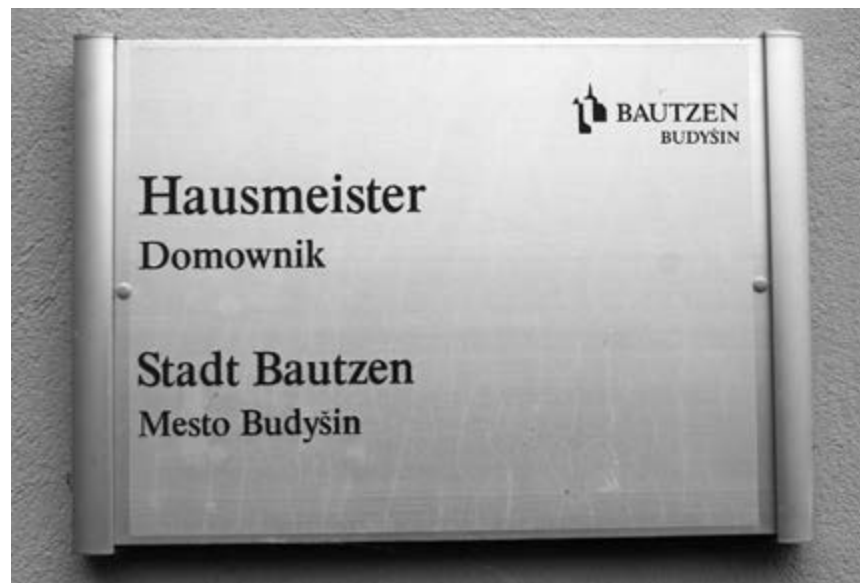 BAUTZEN
BUDYŠIN
Hausmeister
Domownik
Stadt Bautzen
Mesto Budyšin